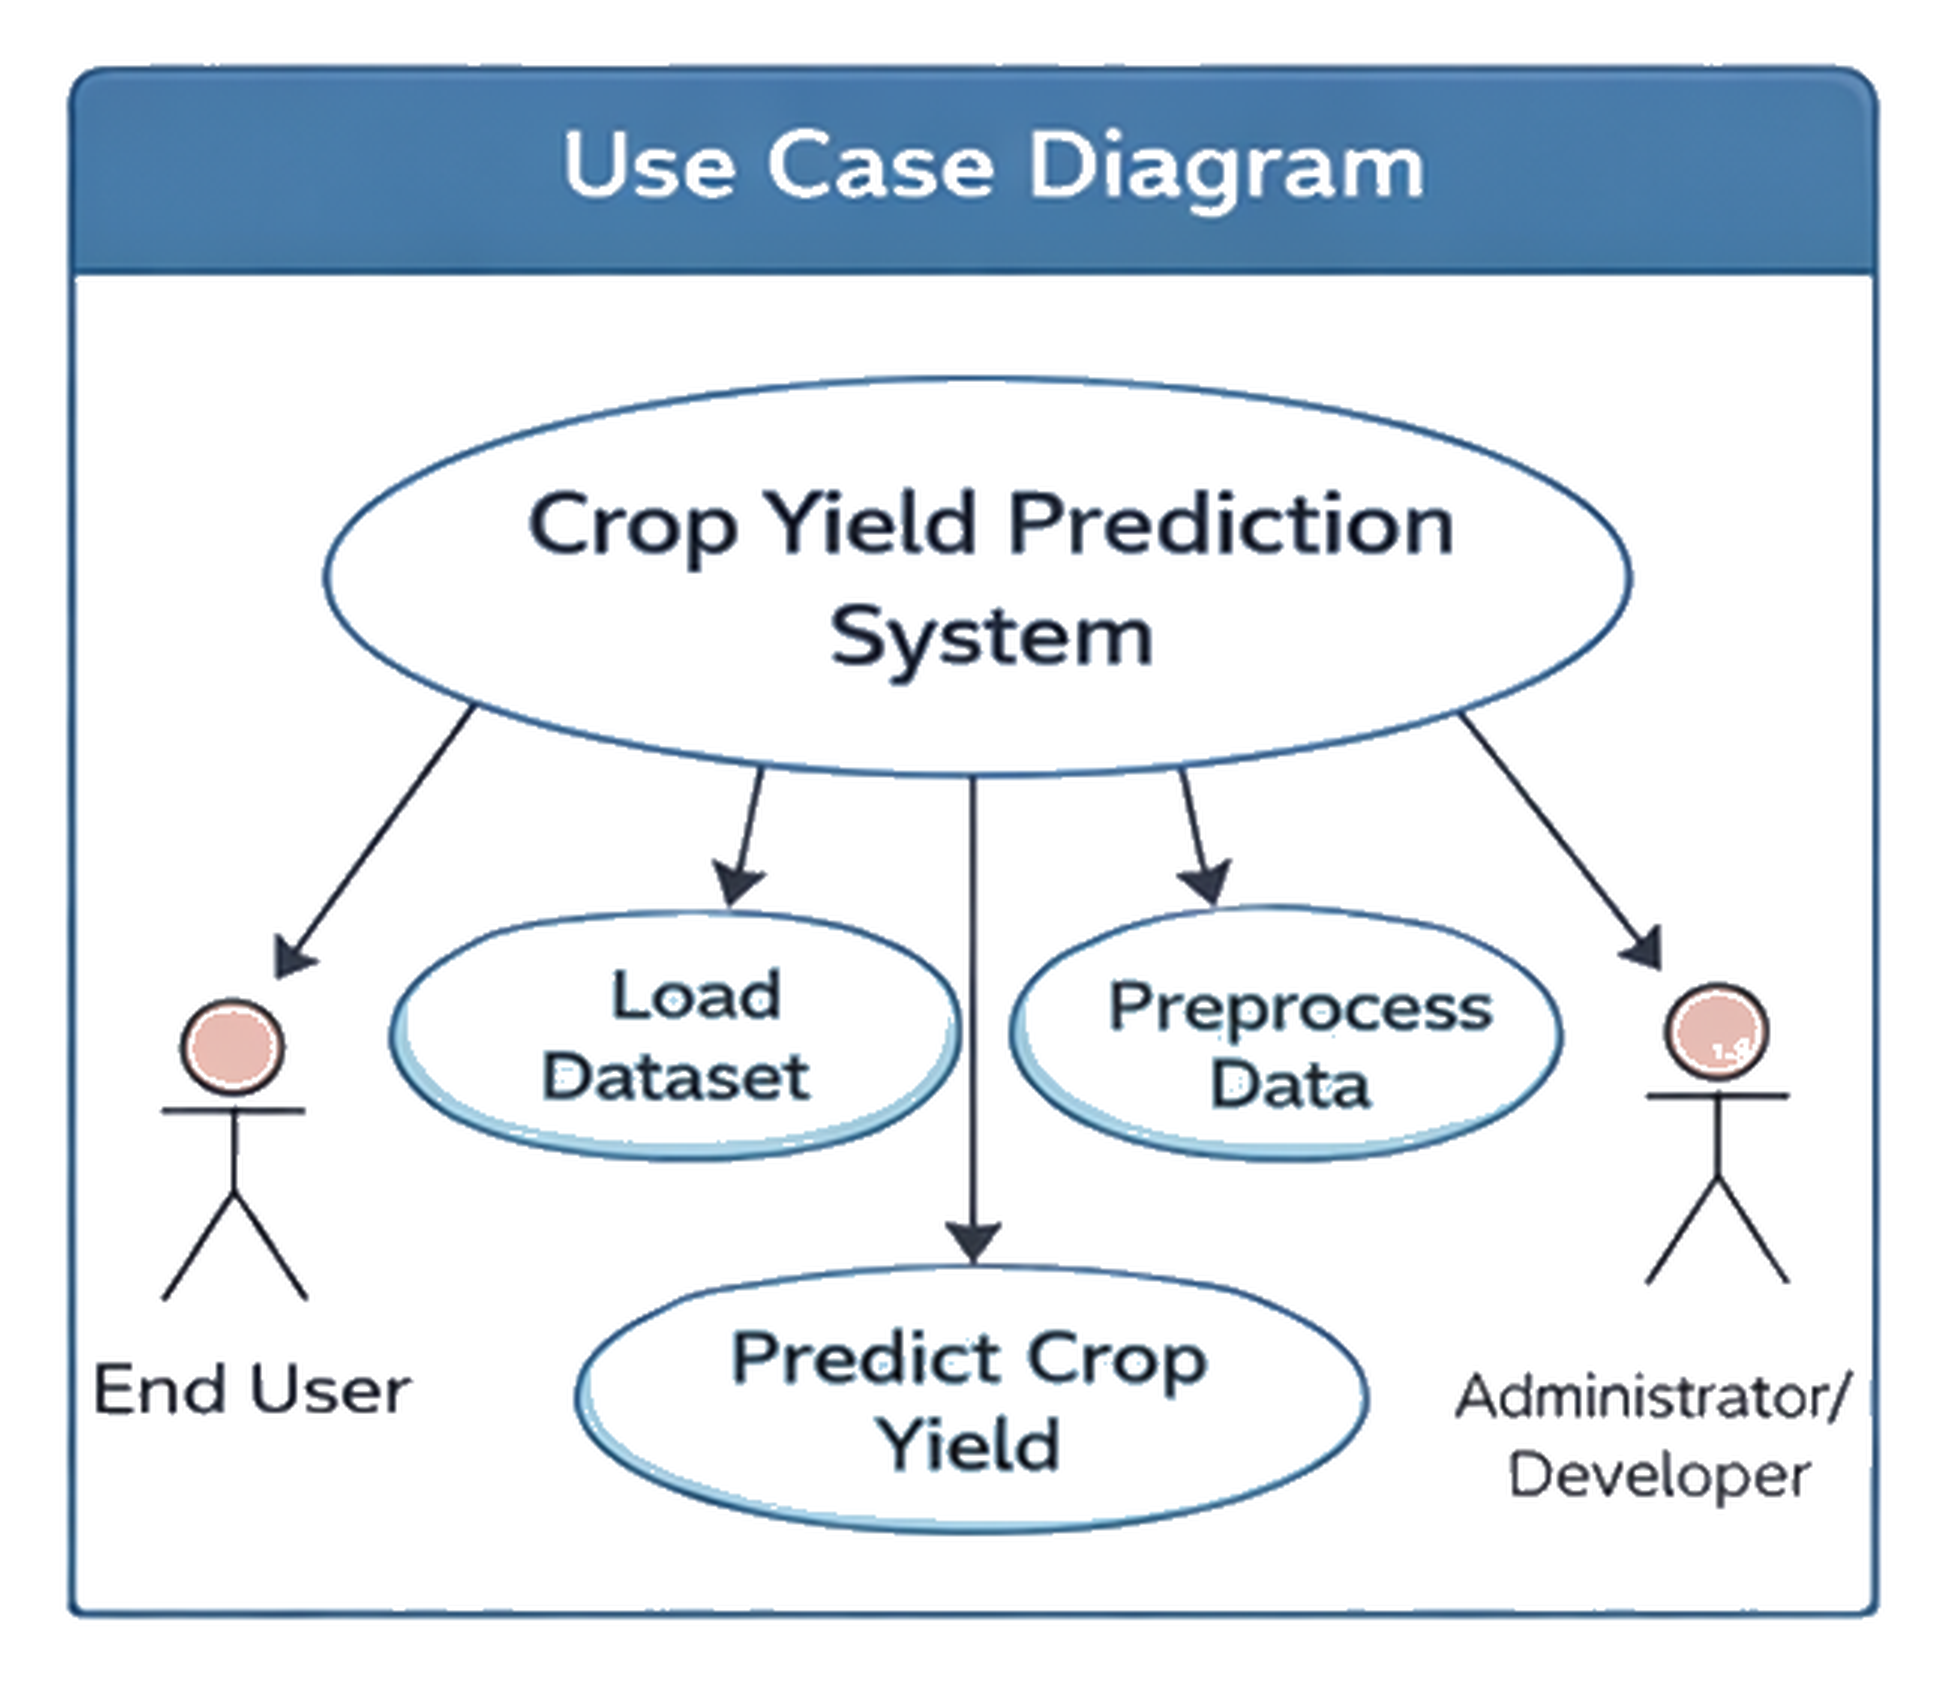 Use Case Diagram
Crop Yield Prediction
System
Load
Dataset
Preprocess
Data
Predict Crop
Yield
End User
Administrator/
Developer